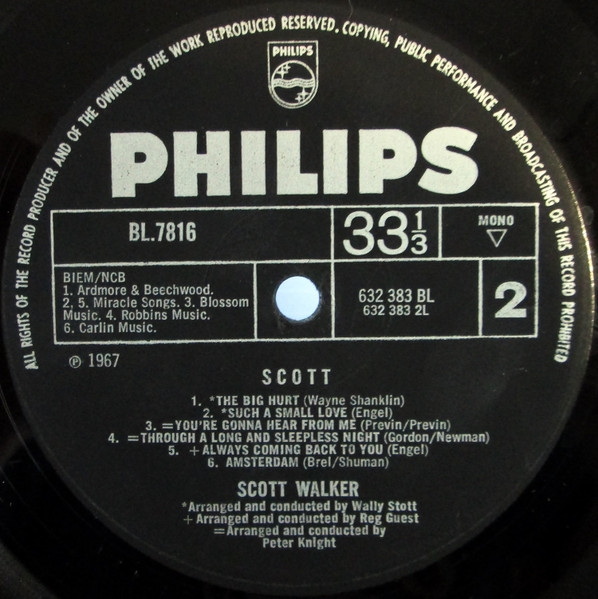 ALL RIGHTS OF THE RECORD PRODUCER AND OF THE OWNER OF THE WORK REPRODUCED RESERVED. COPYING, PUBLIC PERFORMANCE AND BROADCASTING OF THIS RECORD PROHIBITED
PHILIPS
PHILIPS
BL.7816
33 1/3
MONO
BIEM/NCB
1. Ardmore & Beechwood.
2, 5. Miracle Songs. 3. Blossom
Music. 4. Robbins Music.
6. Carlin Music.
632 383 BL
632 383 2L
2
℗ 1967
SCOTT
1. *THE BIG HURT (Wayne Shanklin)
2. *SUCH A SMALL LOVE (Engel)
3. =YOU'RE GONNA HEAR FROM ME (Previn/Previn)
4. =THROUGH A LONG AND SLEEPLESS NIGHT (Gordon/Newman)
5. +ALWAYS COMING BACK TO YOU (Engel)
6. AMSTERDAM (Brel/Shuman)
SCOTT WALKER
*Arranged and conducted by Wally Stott
+Arranged and conducted by Reg Guest
=Arranged and conducted by
Peter Knight